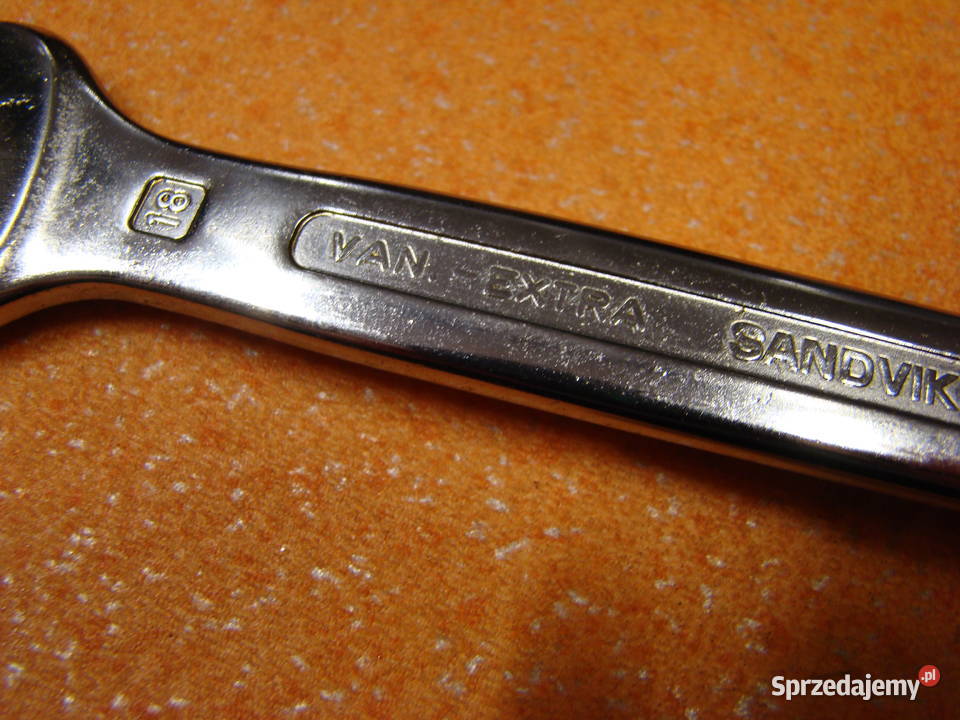 18
VAN. - EXTRA SANDVIK
Sprzedajemy.pl